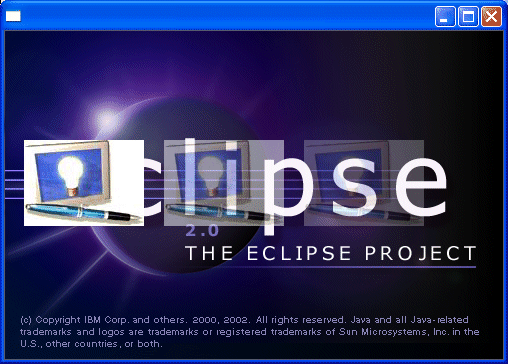 clipse
2.0
THE ECLIPSE PROJECT
(c) Copyright IBM Corp. and others. 2000, 2002. All rights reserved. Java and all Java-related
trademarks and logos are trademarks or registered trademarks of Sun Microsystems, Inc. in the
U.S., other countries, or both.